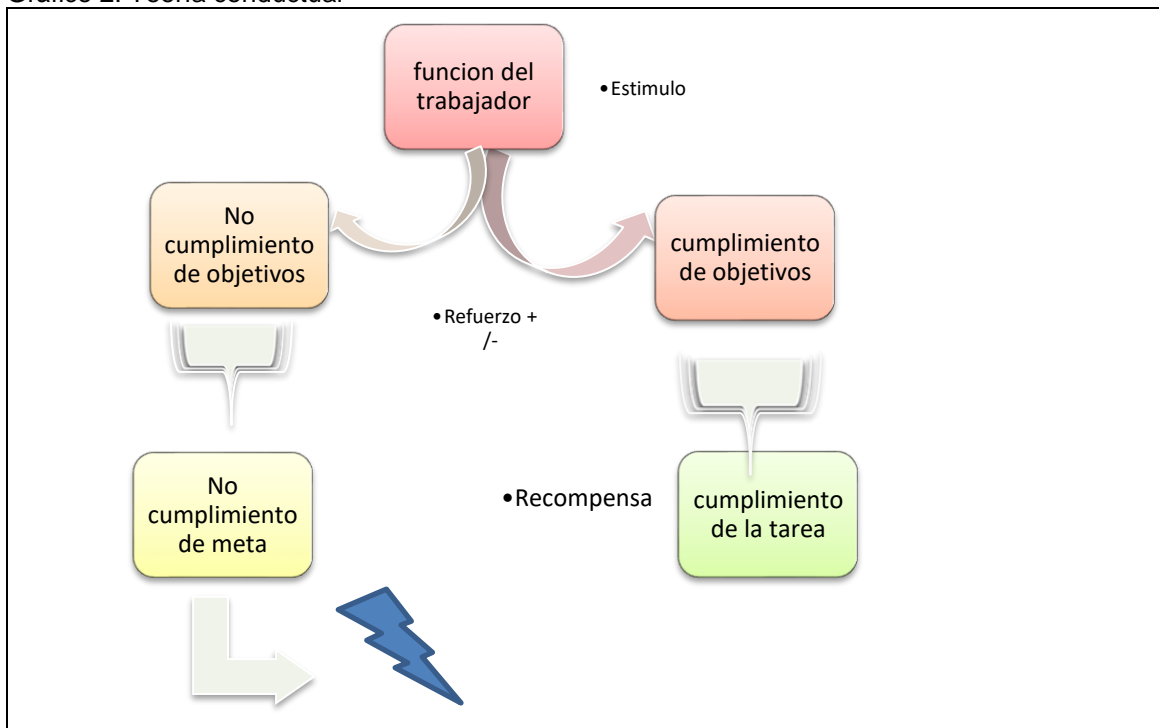 Gráfico 2. Teoría conductual
funcion del
trabajador
•Estimulo
No
cumplimiento
de objetivos
cumplimiento
de objetivos
•Refuerzo +
/-
No
cumplimiento
de meta
•Recompensa
cumplimiento
de la tarea